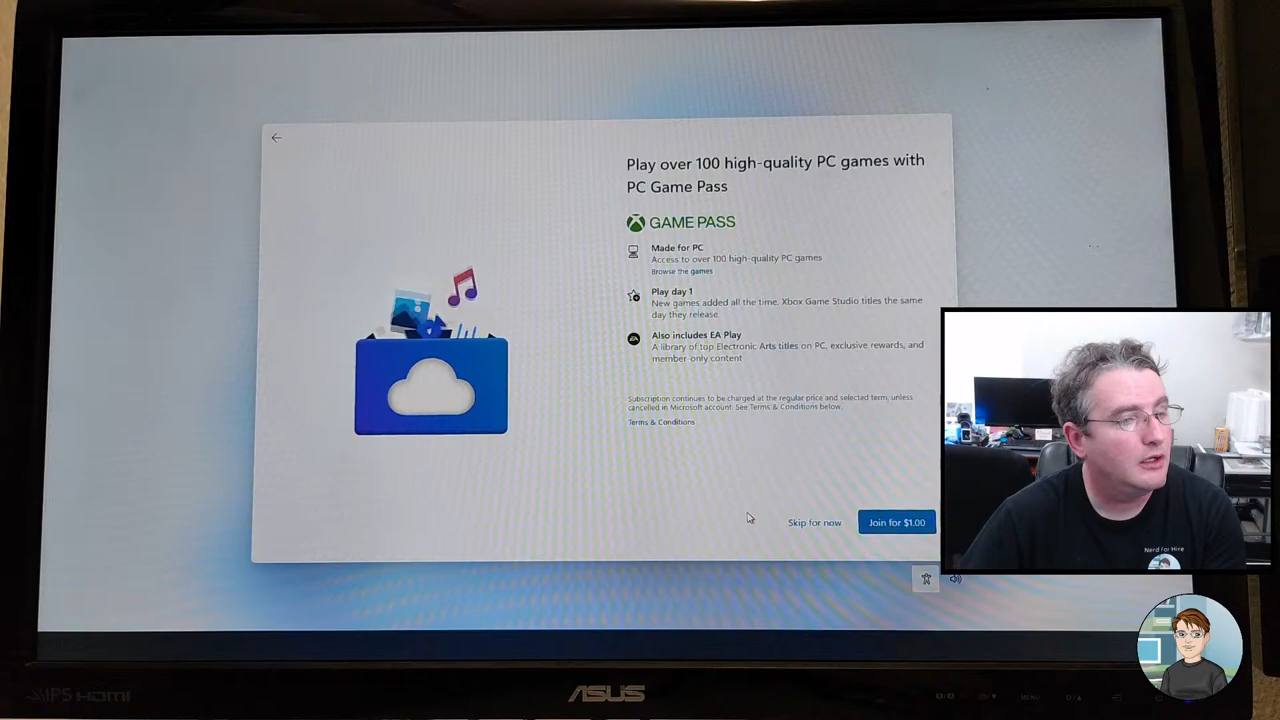 Play over 100 high-quality PC games with
PC Game Pass
GAME PASS
Made for PC
Access to over 100 high-quality PC games
Browse the games
Play day 1
New games added all the time. Xbox Game Studio titles the same
day they release
EA
Also includes EA Play
A library of top Electronic Arts titles on PC, exclusive rewards, and
member-only content
Subscription continues to be charged at the regular price and selected term, unless
cancelled in Microsoft account. See Terms & Conditions below.
Terms & Conditions
Skip for now
Join for $1.00
Nerd for Hire
IPS HDMI
ASUS
MENU